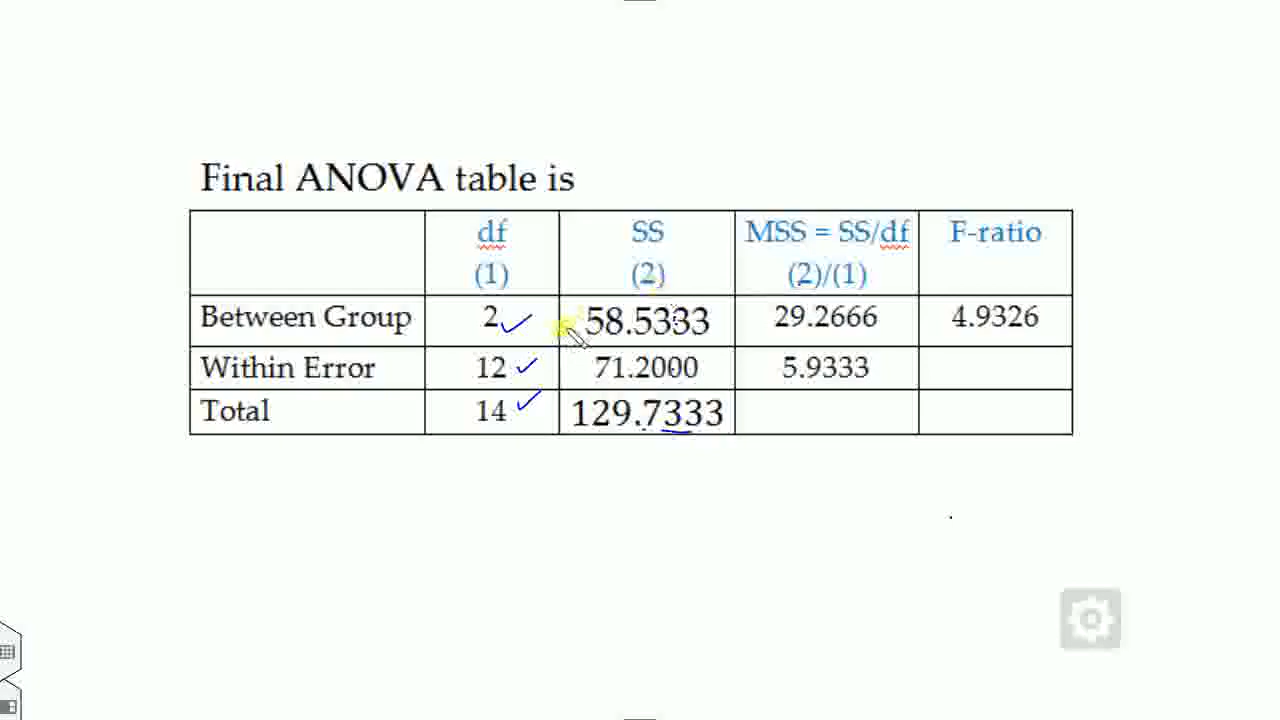 Final ANOVA table is
df SS MSS = SS/df F-ratio
(1) (2) (2)/(1)
Between Group 2 58.5333 29.2666 4.9326
Within Error 12 71.2000 5.9333
Total 14 129.7333